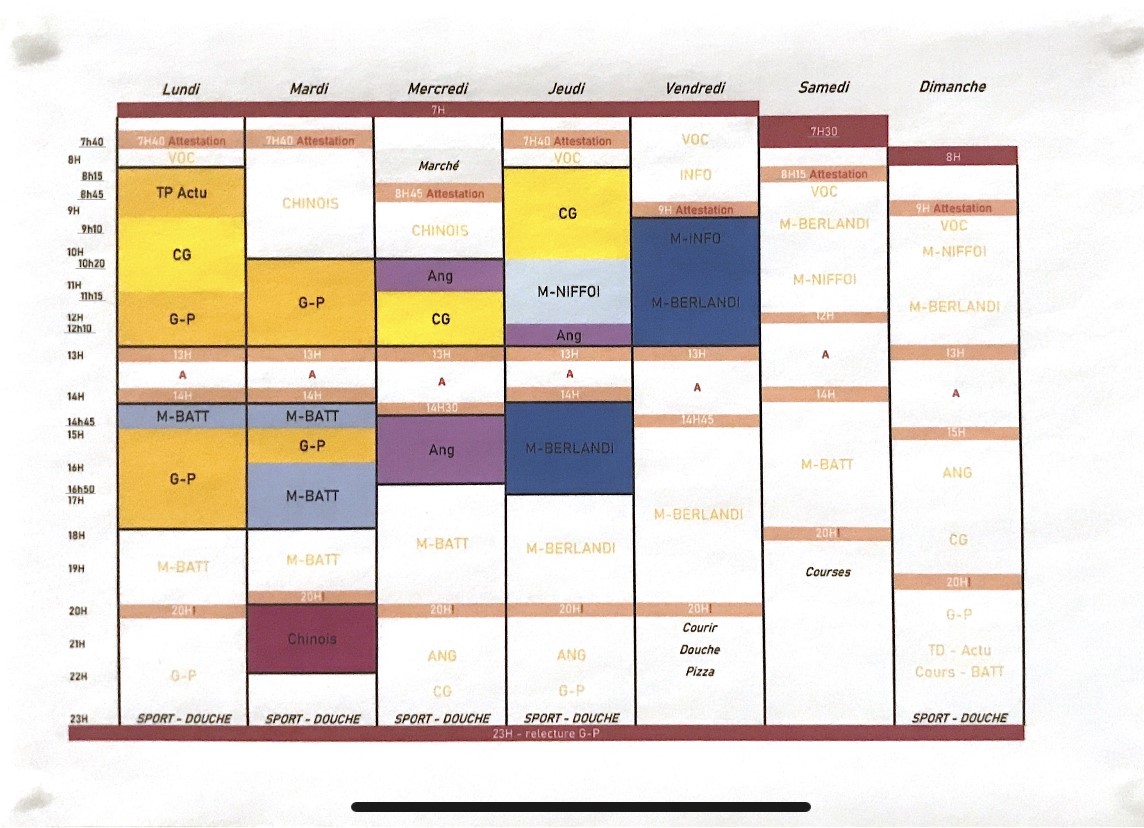 Lundi Mardi Mercredi Jeudi Vendredi Samedi Dimanche
7H
7H30
8H
7h40
8H
8h15
8h45
9H
9h10
10H
10h20
11H
11h15
12H
12h10
13H
14H
14h45
15H
16H
16h50
17H
18H
19H
20H
21H
22H
23H
7H40 Attestation
VOC
TP Actu
CG
G-P
13H
A
14H
M-BATT
G-P
M-BATT
20H!
G-P
SPORT - DOUCHE
7H40 Attestation
CHINOIS
G-P
13H
A
14H
M-BATT
G-P
M-BATT
M-BATT
20H!
Chinois
SPORT - DOUCHE
Marché
8H45 Attestation
CHINOIS
Ang
CG
13H
A
14H30
Ang
M-BATT
20H!
ANG
CG
SPORT - DOUCHE
7H40 Attestation
VOC
CG
M-NIFFOI
Ang
13H
A
14H
M-BERLANDI
M-BERLANDI
20H!
ANG
G-P
SPORT - DOUCHE
VOC
INFO
9H Attestation
M-INFO
M-BERLANDI
13H
A
14H45
M-BERLANDI
20H!
Courir
Douche
Pizza
8H15 Attestation
VOC
M-BERLANDI
M-NIFFOI
12H
A
14H
M-BATT
20H!
Courses
9H Attestation
VOC
M-NIFFOI
M-BERLANDI
13H
A
15H
ANG
CG
20H!
G-P
TD - Actu
Cours - BATT
SPORT - DOUCHE
23H - relecture G-P